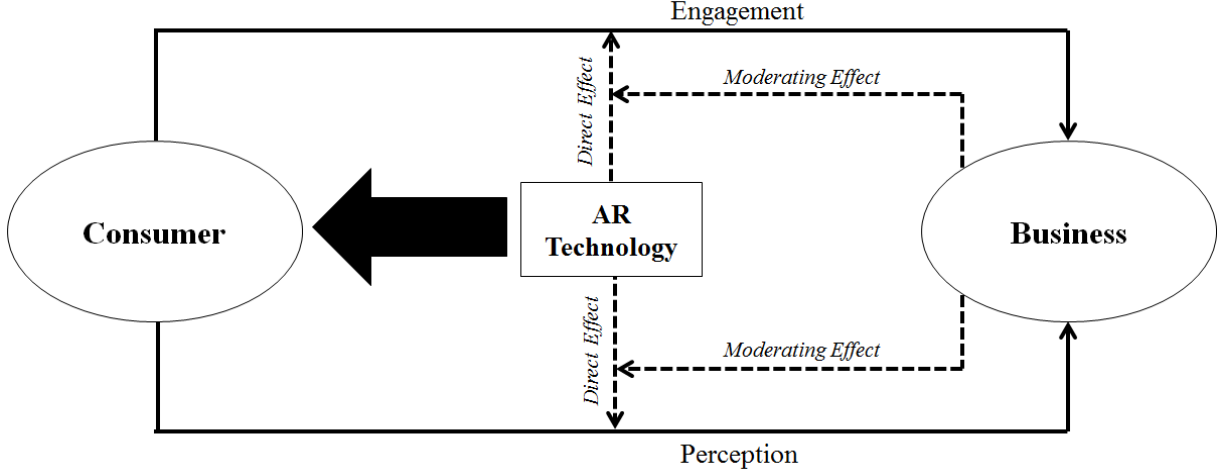 Engagement
Direct Effect
Moderating Effect
Consumer
AR
Technology
Business
Direct Effect
Moderating Effect
Perception